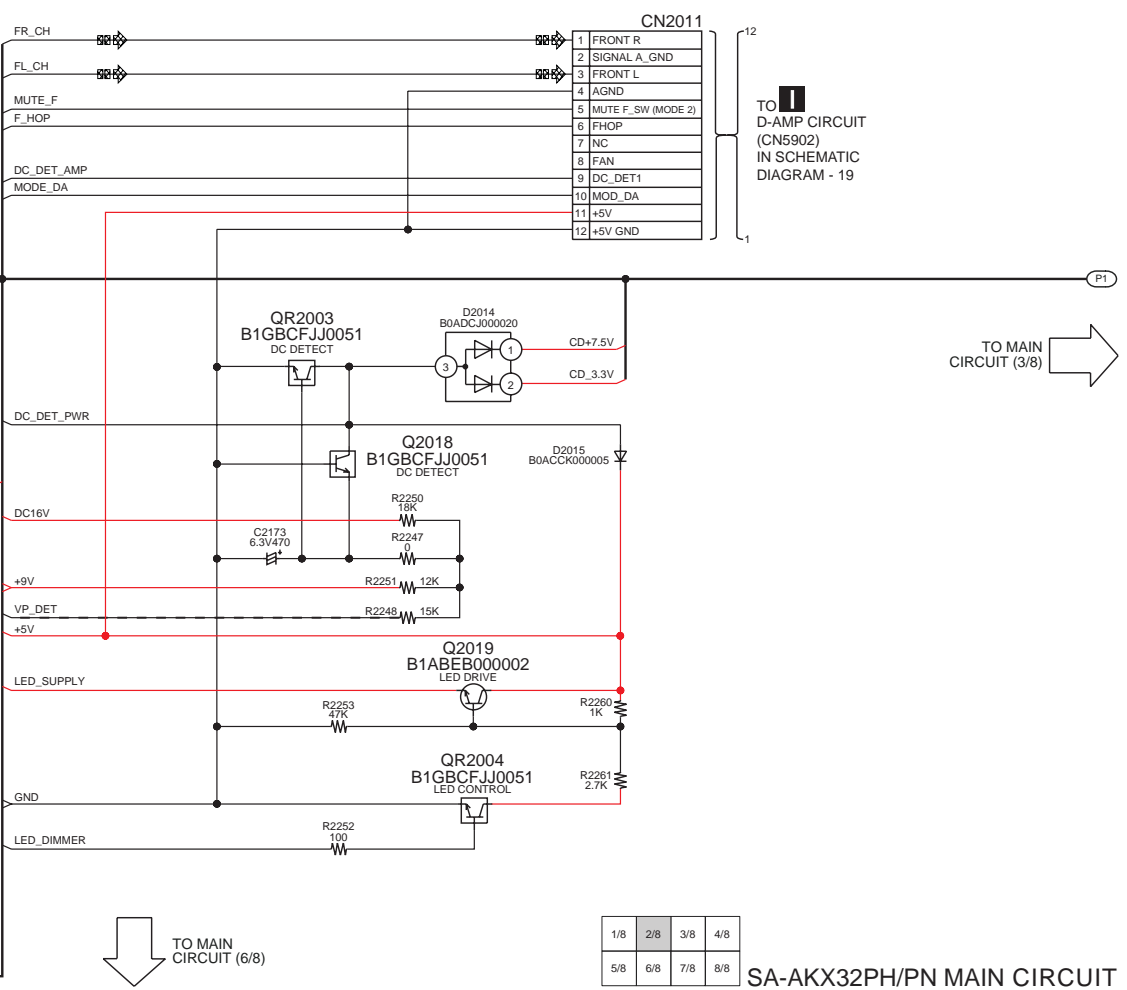 CN2011
FR_CH
1 FRONT R
2 SIGNAL A_GND
FL_CH
3 FRONT L
4 AGND
MUTE_F
5 MUTE F_SW (MODE 2)
F_HOP
6 FHOP
7 NC
8 FAN
DC_DET_AMP
9 DC_DET1
MODE_DA
10 MOD_DA
11 +5V
12 +5V GND
12
1
TO I
D-AMP CIRCUIT
(CN5902)
IN SCHEMATIC
DIAGRAM - 19
P1
QR2003
B1GBCFJJ0051
DC DETECT
D2014
B0ADCJ000020
3
1
2
CD+7.5V
CD_3.3V
TO MAIN
CIRCUIT (3/8)
DC_DET_PWR
Q2018
B1GBCFJJ0051
DC DETECT
D2015
B0ACCK000005
DC16V
R2250
18K
C2173
6.3V470
+
R2247
0
+9V
R2251 12K
VP_DET
R2248 15K
+5V
Q2019
B1ABEB000002
LED DRIVE
LED_SUPPLY
R2253
47K
R2260
1K
QR2004
B1GBCFJJ0051
LED CONTROL
R2261
2.7K
GND
LED_DIMMER
R2252
100
TO MAIN
CIRCUIT (6/8)
1/8 2/8 3/8 4/8
5/8 6/8 7/8 8/8
SA-AKX32PH/PN MAIN CIRCUIT